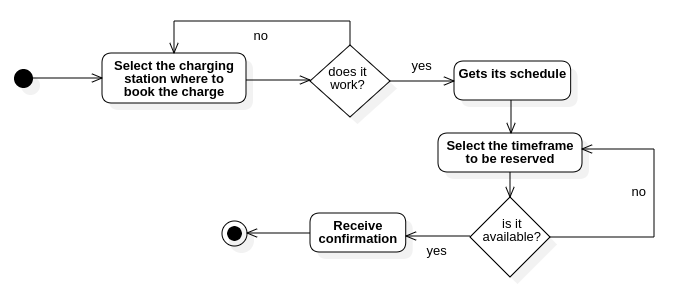 no
Select the charging
station where to
book the charge
does it
work?
yes
Gets its schedule
Select the timeframe
to be reserved
no
is it
available?
yes
Receive
confirmation